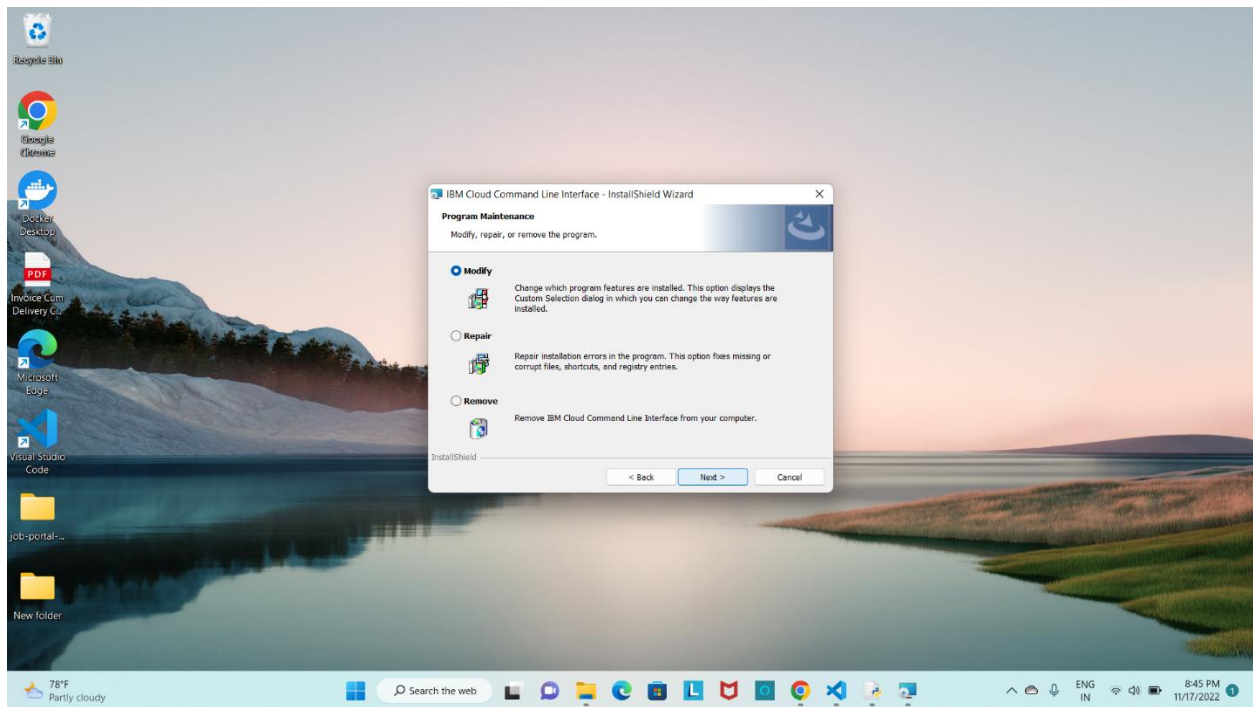 Recycle Bin
Google
Chrome
Docker
Desktop
PDF
Invoice Cum
Delivery C...
Microsoft
Edge
Visual Studio
Code
job-portal-...
New folder
IBM Cloud Command Line Interface - InstallShield Wizard
Program Maintenance
Modify, repair, or remove the program.
Modify
Change which program features are installed. This option displays the
Custom Selection dialog in which you can change the way features are
installed.
Repair
Repair installation errors in the program. This option fixes missing or
corrupt files, shortcuts, and registry entries.
Remove
Remove IBM Cloud Command Line Interface from your computer.
InstallShield
< Back Next > Cancel
78°F
Partly cloudy
Search the web
L
ENG
IN
8:45 PM
11/17/2022
1